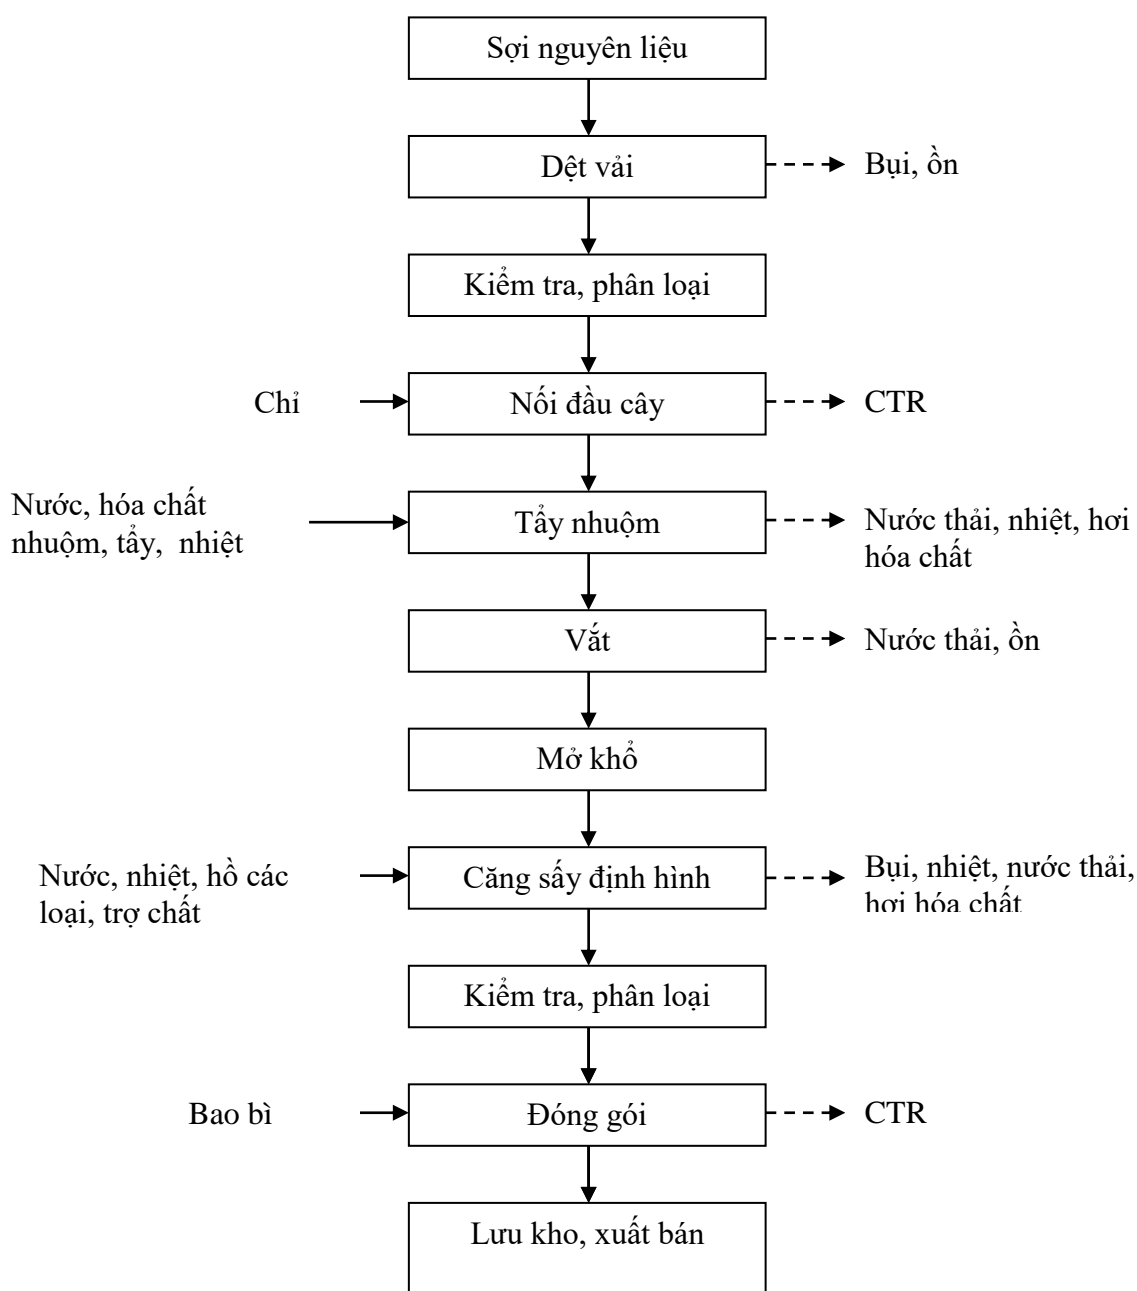 Sợi nguyên liệu
Dệt vải
Bụi, ồn
Kiểm tra, phân loại
Chỉ
Nối đầu cây
CTR
Nước, hóa chất
nhuộm, tẩy, nhiệt
Tẩy nhuộm
Nước thải, nhiệt, hơi
hóa chất
Vắt
Nước thải, ồn
Mở khổ
Nước, nhiệt, hồ các
loại, trợ chất
Căng sấy định hình
Bụi, nhiệt, nước thải,
hơi hóa chất
Kiểm tra, phân loại
Bao bì
Đóng gói
CTR
Lưu kho, xuất bán